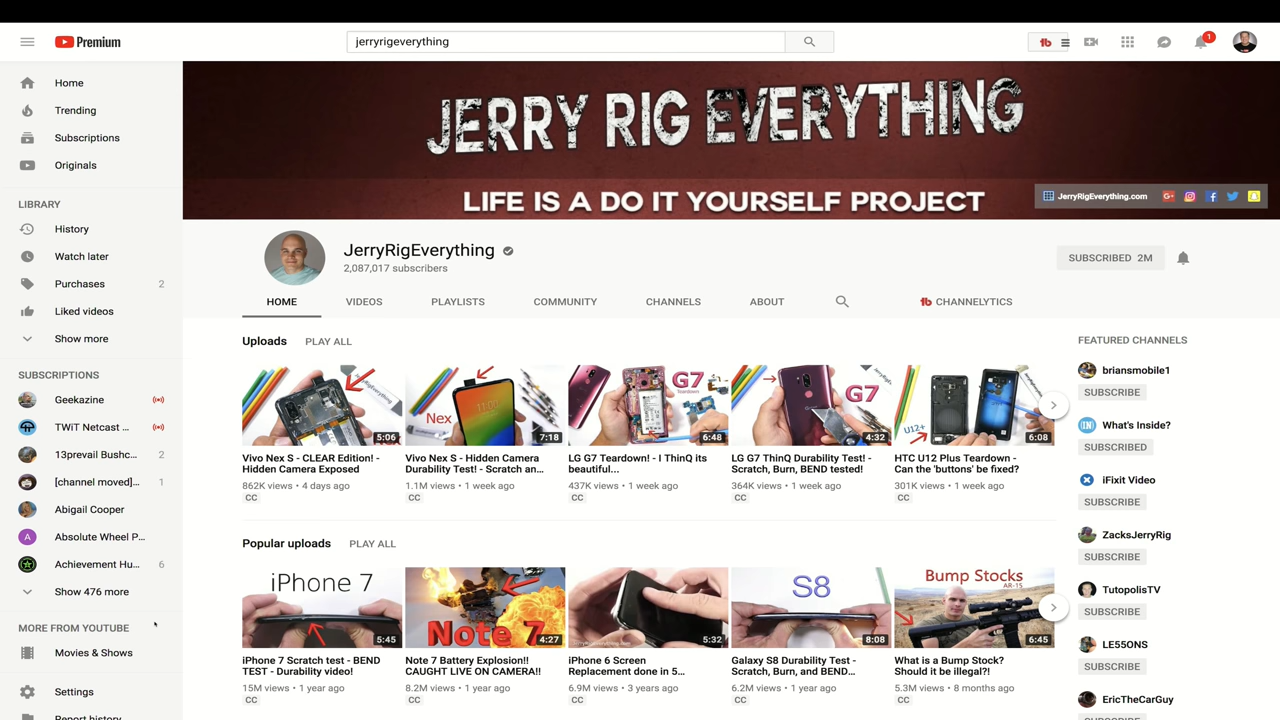 Premium
jerryrigeverything
1
Home
Trending
Subscriptions
Originals
LIBRARY
History
Watch later
Purchases 2
Liked videos
Show more
SUBSCRIPTIONS
Geekazine
TWiT Netcast ...
13prevail Bushc... 2
[channel moved]... 1
Abigail Cooper
A Absolute Wheel P...
Achievement Hu... 6
Show 476 more
MORE FROM YOUTUBE
Movies & Shows
Settings
Report history
JERRY RIG EVERYTHING
LIFE IS A DO IT YOURSELF PROJECT
JerryRigEverything.com
JerryRigEverything
2,087,017 subscribers
SUBSCRIBED 2M
HOME VIDEOS PLAYLISTS COMMUNITY CHANNELS ABOUT CHANNELYTICS
Uploads PLAY ALL
5:06
Nex
7:18
G7
Teardown
6:48
G7
4:32
U12+
6:08
Vivo Nex S - CLEAR Edition! -
Hidden Camera Exposed
862K views • 4 days ago
CC
Vivo Nex S - Hidden Camera
Durability Test! - Scratch an...
1.1M views • 1 week ago
CC
LG G7 Teardown! - I ThinQ its
beautiful...
437K views • 1 week ago
CC
LG G7 ThinQ Durability Test! -
Scratch, Burn, BEND tested!
364K views • 1 week ago
CC
HTC U12 Plus Teardown -
Can the 'buttons' be fixed?
301K views • 1 week ago
CC
Popular uploads PLAY ALL
iPhone 7
5:45
Note 7
4:27
5:32
S8
8:08
Bump Stocks
AR-15
6:45
iPhone 7 Scratch test - BEND
TEST - Durability video!
15M views • 1 year ago
CC
Note 7 Battery Explosion!!
CAUGHT LIVE ON CAMERA!!
8.2M views • 1 year ago
CC
iPhone 6 Screen
Replacement done in 5...
6.9M views • 3 years ago
CC
Galaxy S8 Durability Test -
Scratch, Burn, and BEND...
6.2M views • 1 year ago
CC
What is a Bump Stock?
Should it be illegal?!
5.3M views • 8 months ago
CC
FEATURED CHANNELS
briansmobile1
SUBSCRIBE
What's Inside?
SUBSCRIBED
iFixit Video
SUBSCRIBE
ZacksJerryRig
SUBSCRIBE
TutopolisTV
SUBSCRIBE
LE55ONS
SUBSCRIBE
EricTheCarGuy